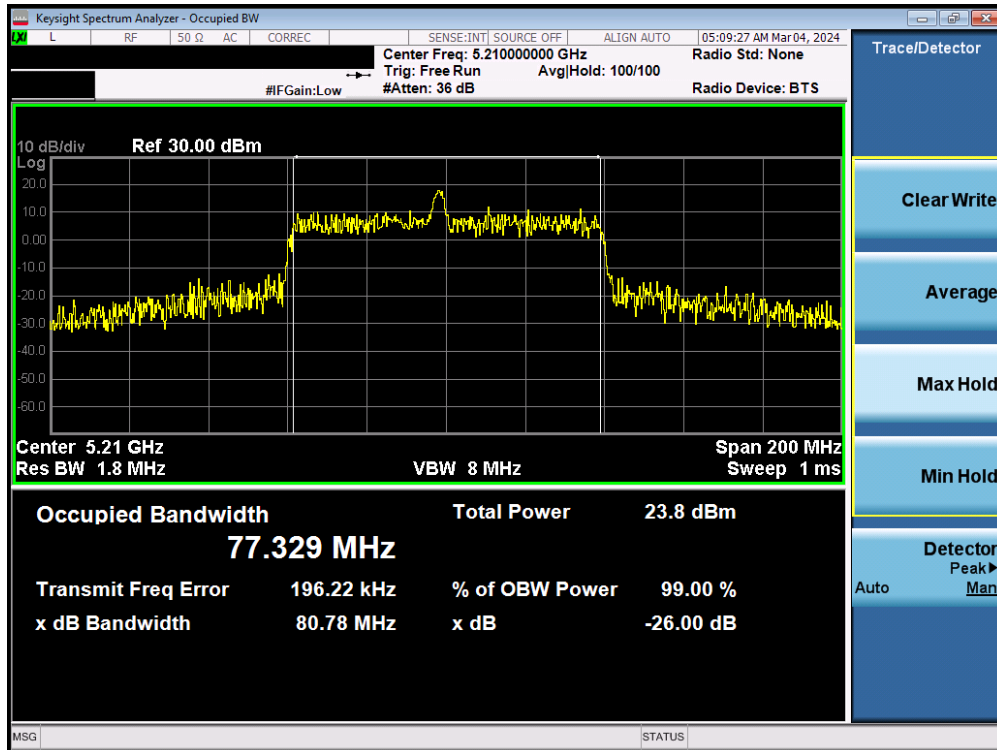 Keysight Spectrum Analyzer - Occupied BW
LXI L RF 50 Ω AC CORREC SENSE:INT SOURCE OFF ALIGN AUTO 05:09:27 AM Mar 04, 2024
Center Freq: 5.210000000 GHz Radio Std: None
Trig: Free Run Avg|Hold: 100/100
#IFGain:Low #Atten: 36 dB Radio Device: BTS
Trace/Detector
10 dB/div Ref 30.00 dBm
Log
20.0
10.0
0.00
-10.0
-20.0
-30.0
-40.0
-50.0
-60.0
Center 5.21 GHz Span 200 MHz
Res BW 1.8 MHz VBW 8 MHz Sweep 1 ms
Clear Write
Average
Max Hold
Min Hold
Detector
Peak▶
Auto Man
Occupied Bandwidth Total Power 23.8 dBm
77.329 MHz
Transmit Freq Error 196.22 kHz % of OBW Power 99.00 %
x dB Bandwidth 80.78 MHz x dB -26.00 dB
MSG STATUS